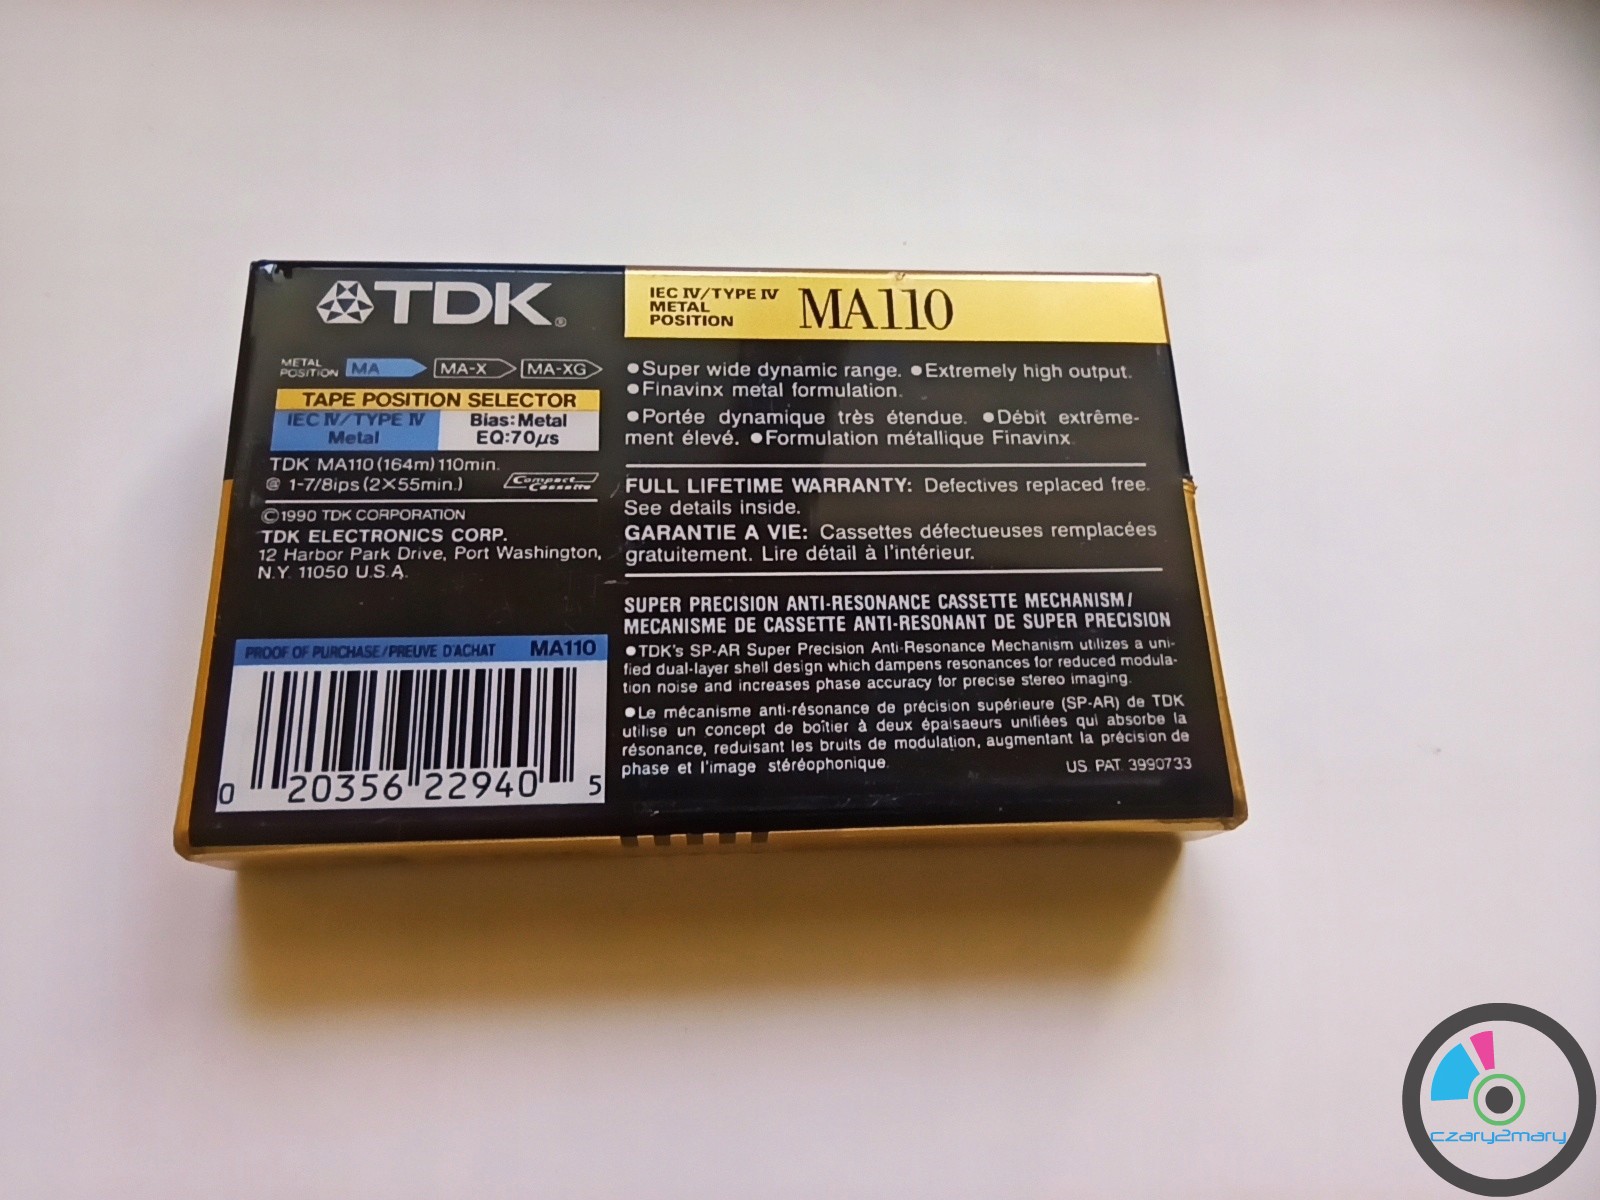 TDK®
METAL POSITION MA MA-X MA-XG
TAPE POSITION SELECTOR
IEC IV/TYPE IV Metal
Bias:Metal
EQ:70μs
TDK MA110 (164m) 110min.
@ 1-7/8ips (2×55min.)
Compact Cassette
©1990 TDK CORPORATION
TDK ELECTRONICS CORP.
12 Harbor Park Drive, Port Washington,
N.Y. 11050 U.S.A.
PROOF OF PURCHASE/PREUVE D'ACHAT MA110
0 20356 22940 5
IEC IV/TYPE IV
METAL
POSITION
MA110
●Super wide dynamic range. ●Extremely high output.
●Finavinx metal formulation.
●Portée dynamique très étendue. ●Débit extrême-
ment élevé. ●Formulation métallique Finavinx.
FULL LIFETIME WARRANTY: Defectives replaced free.
See details inside.
GARANTIE A VIE: Cassettes défectueuses remplacées
gratuitement. Lire détail à l'intérieur.
SUPER PRECISION ANTI-RESONANCE CASSETTE MECHANISM/
MECANISME DE CASSETTE ANTI-RESONANT DE SUPER PRECISION
●TDK's SP-AR Super Precision Anti-Resonance Mechanism utilizes a uni-
fied dual-layer shell design which dampens resonances for reduced modula-
tion noise and increases phase accuracy for precise stereo imaging.
●Le mécanisme anti-résonance de précision supérieure (SP-AR) de TDK
utilise un concept de boîtier à deux épaisaeurs unifiées qui absorbe la
résonance, reduisant les bruits de modulation, augmentant la précision de
phase et l'image stéréophonique.
US. PAT. 3990733
czary2mary